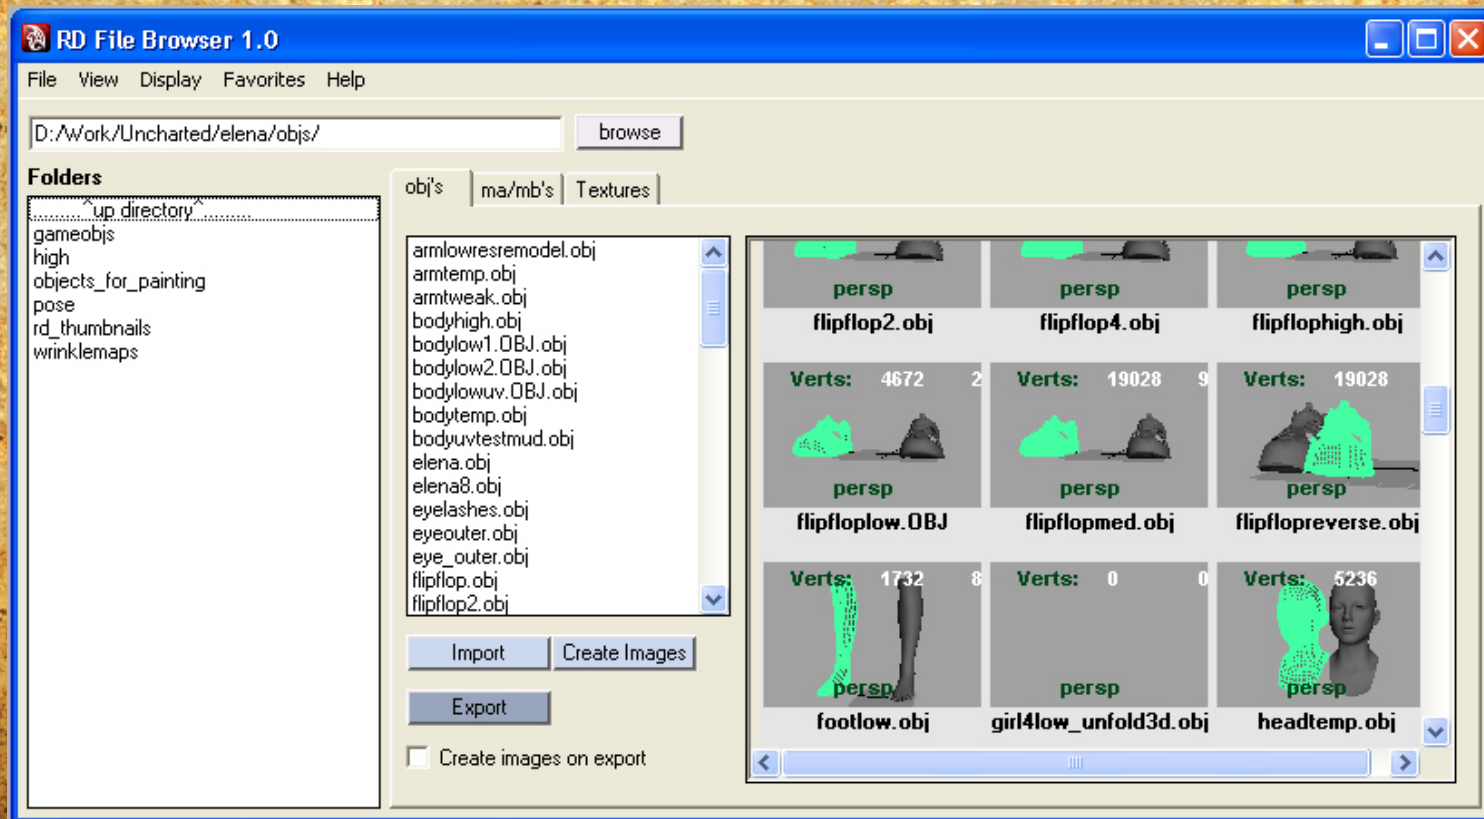 RD File Browser 1.0
File View Display Favorites Help
D:/Work/Uncharted/elena/objs/ browse
Folders
.........^up directory^.........
gameobjs
high
objects_for_painting
pose
rd_thumbnails
wrinklemaps
obj's ma/mb's Textures
armlowresremodel.obj
armtemp.obj
armtweak.obj
bodyhigh.obj
bodylow1.OBJ.obj
bodylow2.OBJ.obj
bodylowuv.OBJ.obj
bodytemp.obj
bodyuvtestmud.obj
elena.obj
elena8.obj
eyelashes.obj
eyeouter.obj
eye_outer.obj
flipflop.obj
flipflop2.obj
Import Create Images
Export
Create images on export
persp persp persp
flipflop2.obj flipflop4.obj flipflophigh.obj
Verts: 4672 2 Verts: 19028 9 Verts: 19028
persp persp persp
flipfloplow.OBJ flipflopmed.obj flipflopreverse.obj
Verts: 1732 8 Verts: 0 0 Verts: 5236
persp persp persp
footlow.obj girl4low_unfold3d.obj headtemp.obj